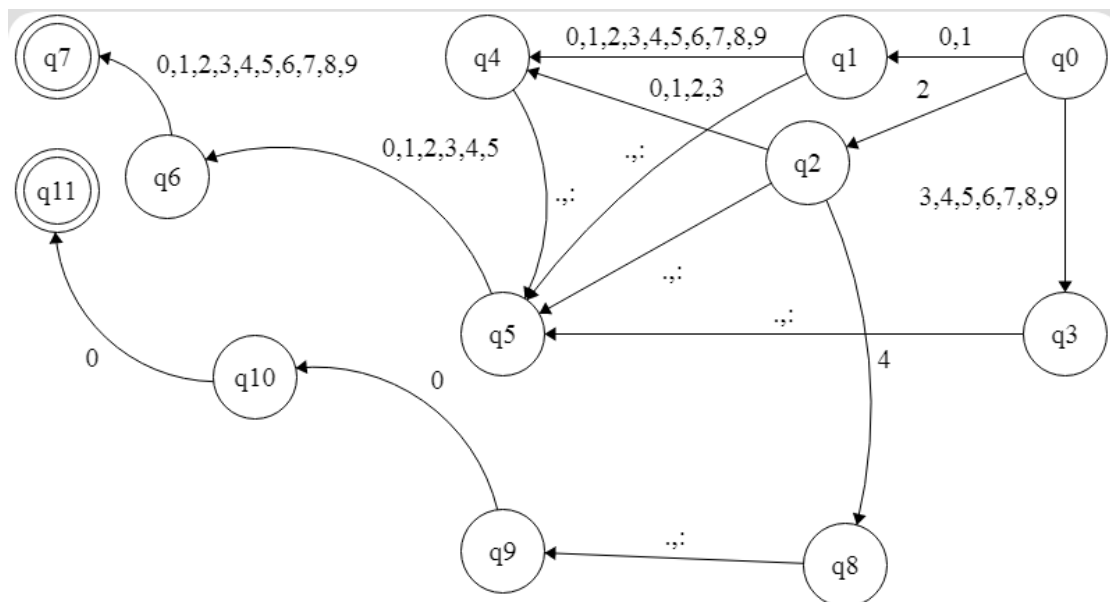 q7
0,1,2,3,4,5,6,7,8,9
q4
0,1,2,3,4,5,6,7,8,9
q1
0,1
q0
0,1,2,3
2
q11
q6
0,1,2,3,4,5
.,:
q2
.,:
3,4,5,6,7,8,9
.,:
q5
.,:
q3
0
q10
0
4
q9
.,:
q8